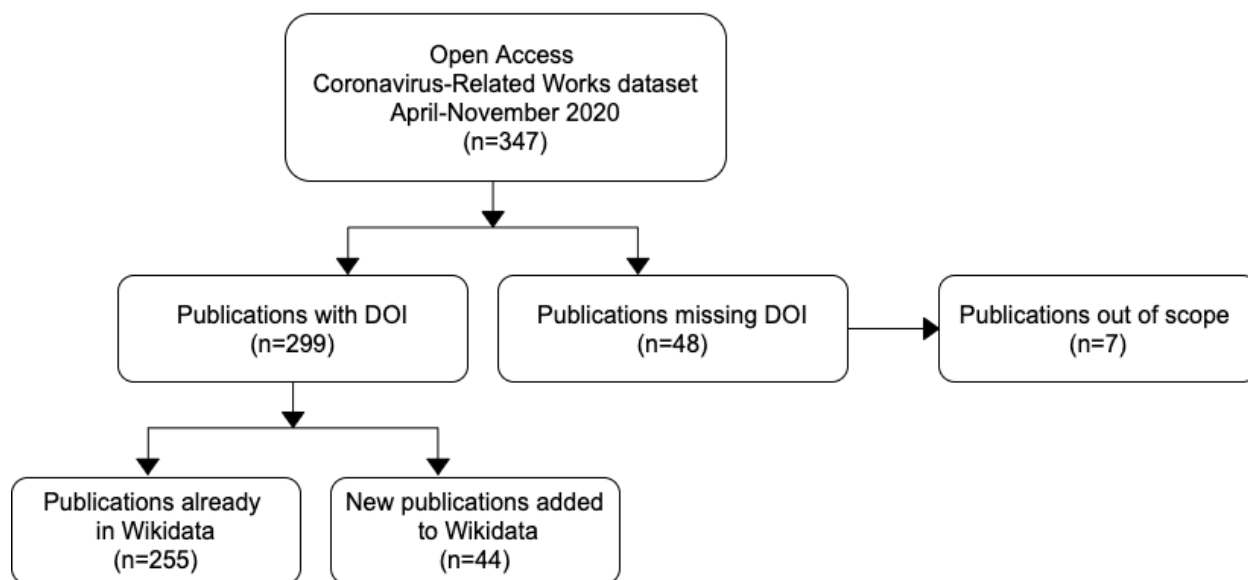 Open Access
Coronavirus-Related Works dataset
April-November 2020
(n=347)
Publications with DOI
(n=299)
Publications missing DOI
(n=48)
Publications out of scope
(n=7)
Publications already
in Wikidata
(n=255)
New publications added
to Wikidata
(n=44)